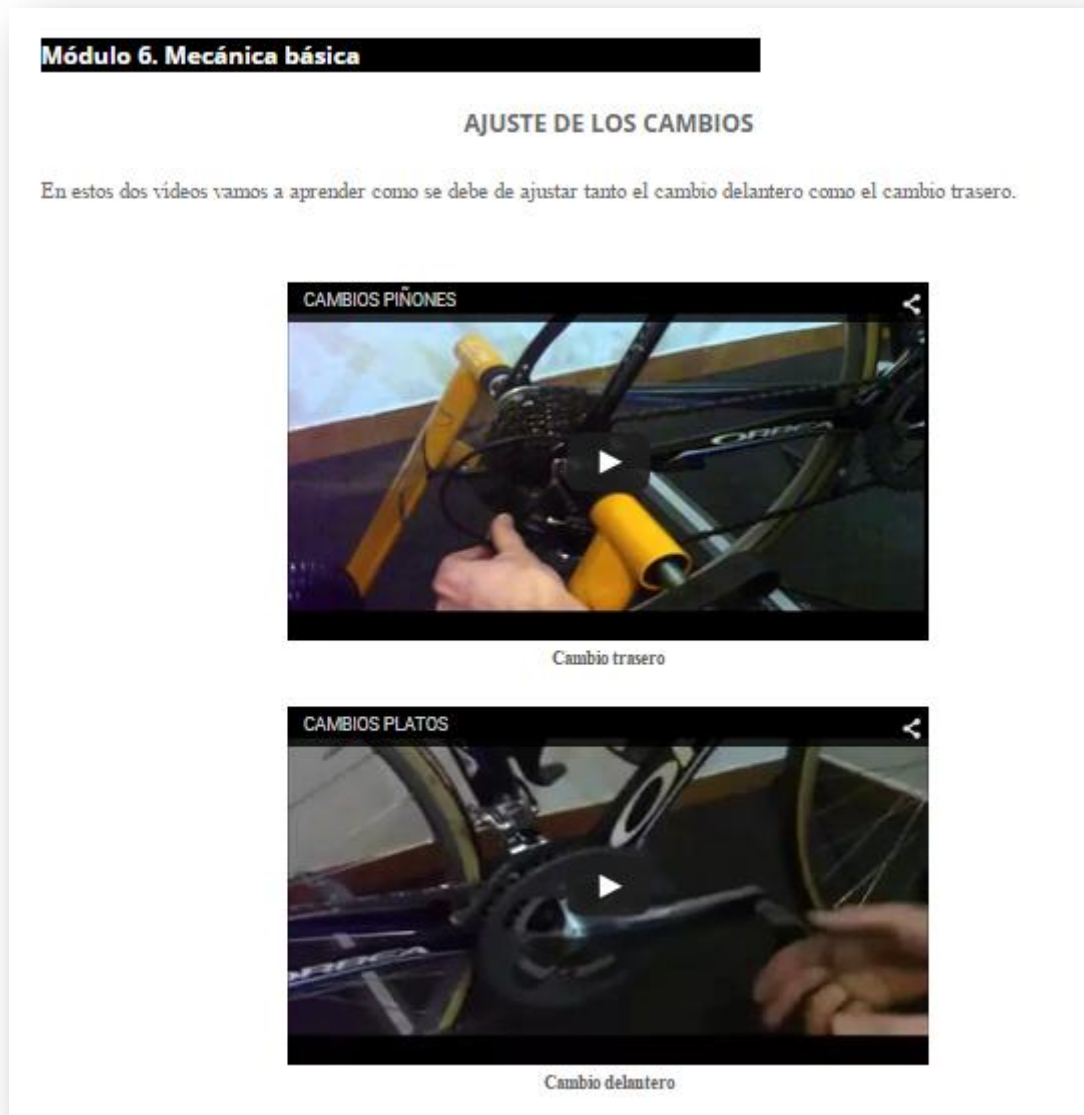 Módulo 6. Mecánica básica
AJUSTE DE LOS CAMBIOS
En estos dos vídeos vamos a aprender como se debe de ajustar tanto el cambio delantero como el cambio trasero.
CAMBIOS PIÑONES
ORBEA
Cambio trasero
CAMBIOS PLATOS
ORBEA
Cambio delantero